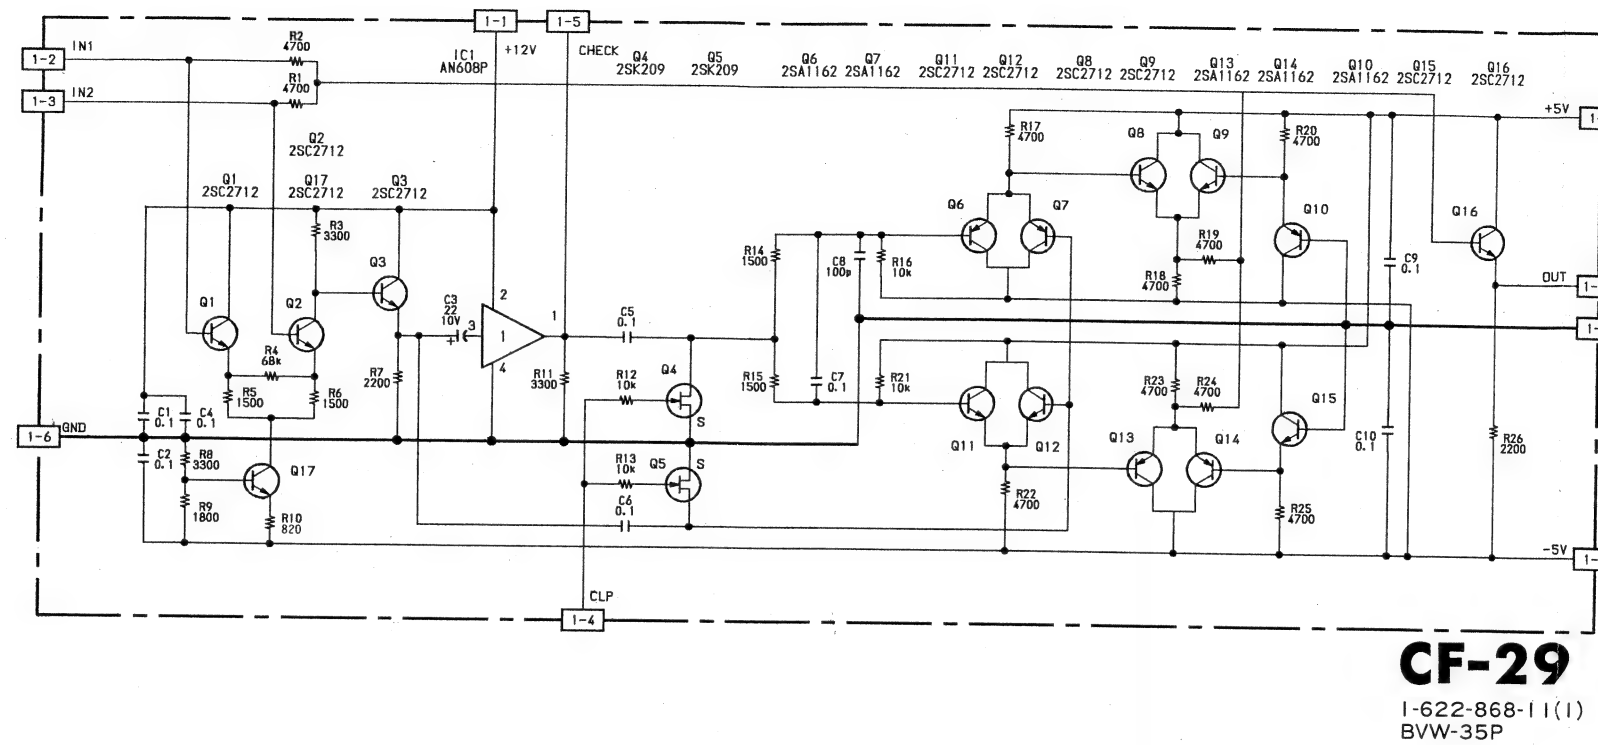 1-1
1-5
1-2
IN1
R2
4700
IC1
AN608P
+12V
CHECK
Q4
2SK209
Q5
2SK209
Q6
2SA1162
Q7
2SA1162
Q11
2SC2712
Q12
2SC2712
Q8
2SC2712
Q9
2SC2712
Q13
2SA1162
Q14
2SA1162
Q10
2SA1162
Q15
2SC2712
Q16
2SC2712
1-3
IN2
R1
4700
+5V
1-
R17
4700
Q8
Q9
R20
4700
Q2
2SC2712
Q1
2SC2712
Q17
2SC2712
Q3
2SC2712
R3
3300
Q6
Q7
Q10
Q16
R14
1500
C8
100p
R16
10k
R19
4700
R18
4700
C9
0.1
OUT
1-
Q3
Q1
Q2
C3
22
10V
+
3
2
1
4
1
C5
0.1
1-
R4
68k
R5
1500
R6
1500
R7
2200
R11
3300
R12
10k
Q4
S
R15
1500
C7
0.1
R21
10k
R23
4700
R24
4700
Q15
C1
0.1
C4
0.1
1-6
GND
Q11
Q12
Q13
Q14
C10
0.1
R26
2200
C2
0.1
R8
3300
Q17
R13
10k
Q5
S
R9
1800
R10
820
C6
0.1
R22
4700
R25
4700
-5V
1-
CLP
1-4
CF-29
1-622-868-11(1)
BVW-35P